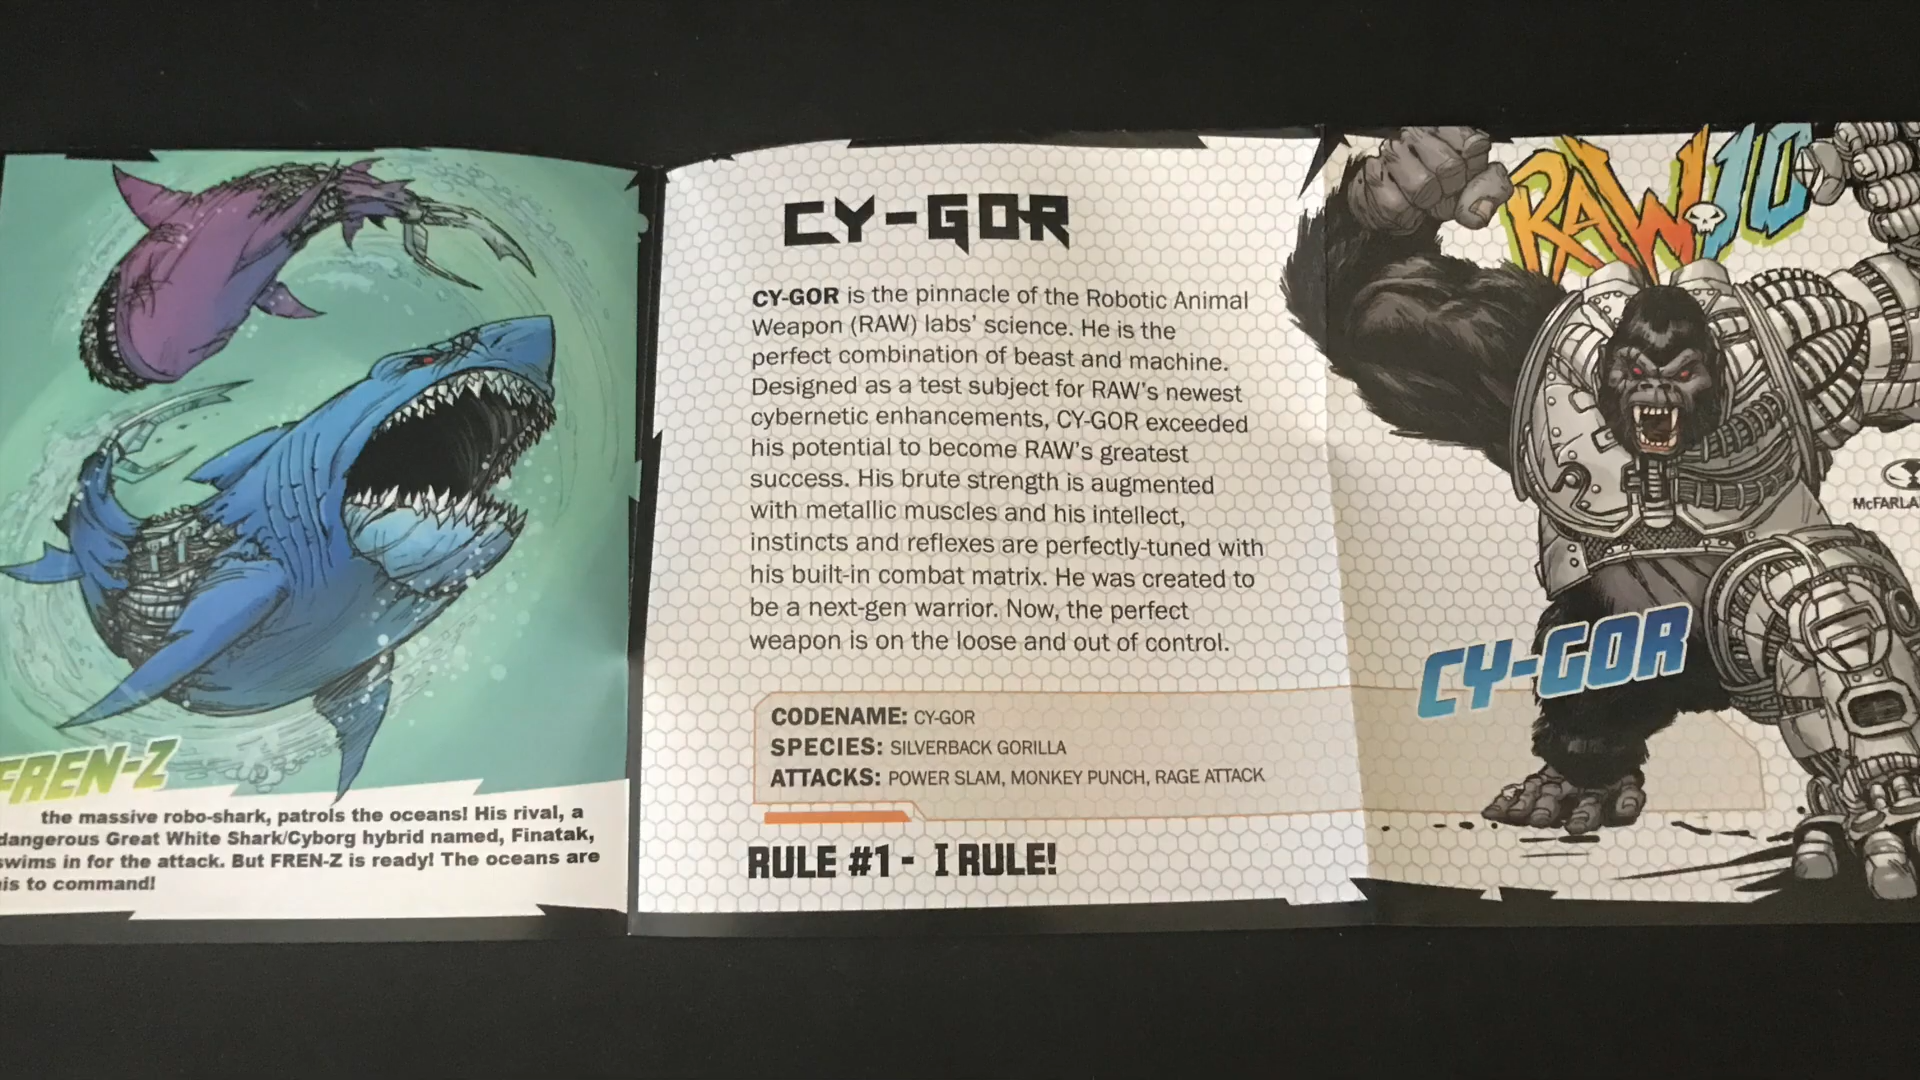 FREN-Z
the massive robo-shark, patrols the oceans! His rival, a
dangerous Great White Shark/Cyborg hybrid named, Finatak,
swims in for the attack. But FREN-Z is ready! The oceans are
his to command!
CY-GOR
CY-GOR is the pinnacle of the Robotic Animal
Weapon (RAW) labs' science. He is the
perfect combination of beast and machine.
Designed as a test subject for RAW's newest
cybernetic enhancements, CY-GOR exceeded
his potential to become RAW's greatest
success. His brute strength is augmented
with metallic muscles and his intellect,
instincts and reflexes are perfectly-tuned with
his built-in combat matrix. He was created to
be a next-gen warrior. Now, the perfect
weapon is on the loose and out of control.
CODENAME: CY-GOR
SPECIES: SILVERBACK GORILLA
ATTACKS: POWER SLAM, MONKEY PUNCH, RAGE ATTACK
RULE #1 - I RULE!
RAW10
McFARLA
CY-GOR